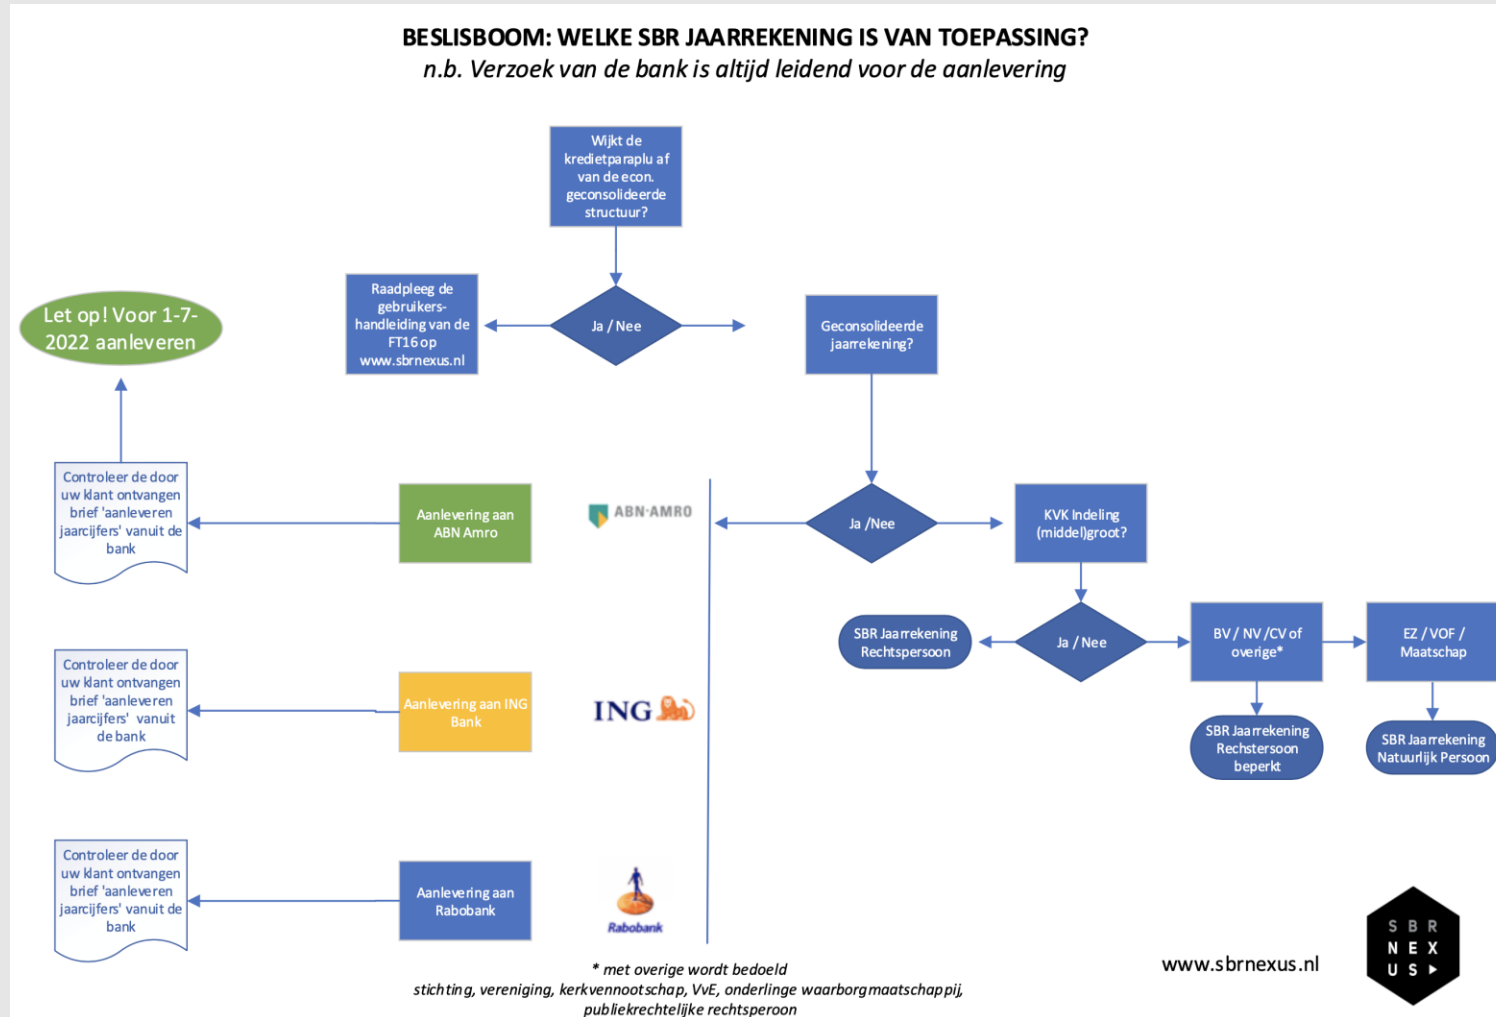 BESLISBOOM: WELKE SBR JAARREKENING IS VAN TOEPASSING?
n.b. Verzoek van de bank is altijd leidend voor de aanlevering
Wijkt de
kredietparaplu af
van de econ.
geconsolideerde
structuur?
Raadpleeg de
gebruikers-
handleiding van de
FT16 op
www.sbrnexus.nl
Ja / Nee
Geconsolideerde
jaarrekening?
Let op! Voor 1-7-
2022 aanleveren
Controleer de door
uw klant ontvangen
brief 'aanleveren
jaarcijfers' vanuit de
bank
Aanlevering aan
ABN Amro
ABN·AMRO
Ja /Nee
KVK Indeling
(middel)groot?
SBR Jaarrekening
Rechtspersoon
Ja / Nee
BV / NV /CV of
overige*
EZ / VOF /
Maatschap
Controleer de door
uw klant ontvangen
brief 'aanleveren
jaarcijfers' vanuit
de bank
Aanlevering aan ING
Bank
ING
SBR Jaarrekening
Rechstersoon
beperkt
SBR Jaarrekening
Natuurlijk Persoon
Controleer de door
uw klant ontvangen
brief 'aanleveren
jaarcijfers' vanuit de
bank
Aanlevering aan
Rabobank
Rabobank
* met overige wordt bedoeld
stichting, vereniging, kerkvennootschap, VvE, onderlinge waarborgmaatschappij,
publiekrechtelijke rechtsperoon
www.sbrnexus.nl
SBR
NEX
US